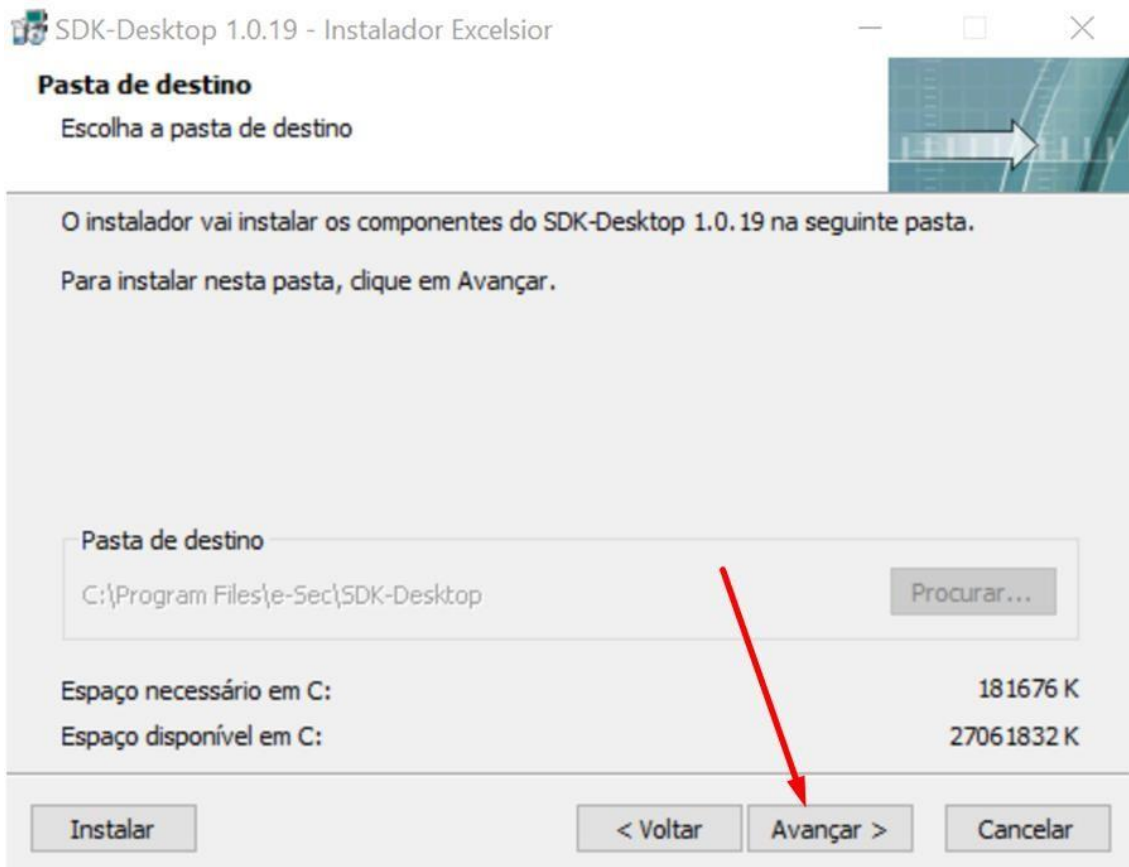 SDK-Desktop 1.0.19 - Instalador Excelsior
Pasta de destino
Escolha a pasta de destino
O instalador vai instalar os componentes do SDK-Desktop 1.0.19 na seguinte pasta.
Para instalar nesta pasta, clique em Avançar.
Pasta de destino
C:\Program Files\e-Sec\SDK-Desktop
Procurar...
Espaço necessário em C: 181676 K
Espaço disponível em C: 27061832 K
Instalar < Voltar Avançar > Cancelar